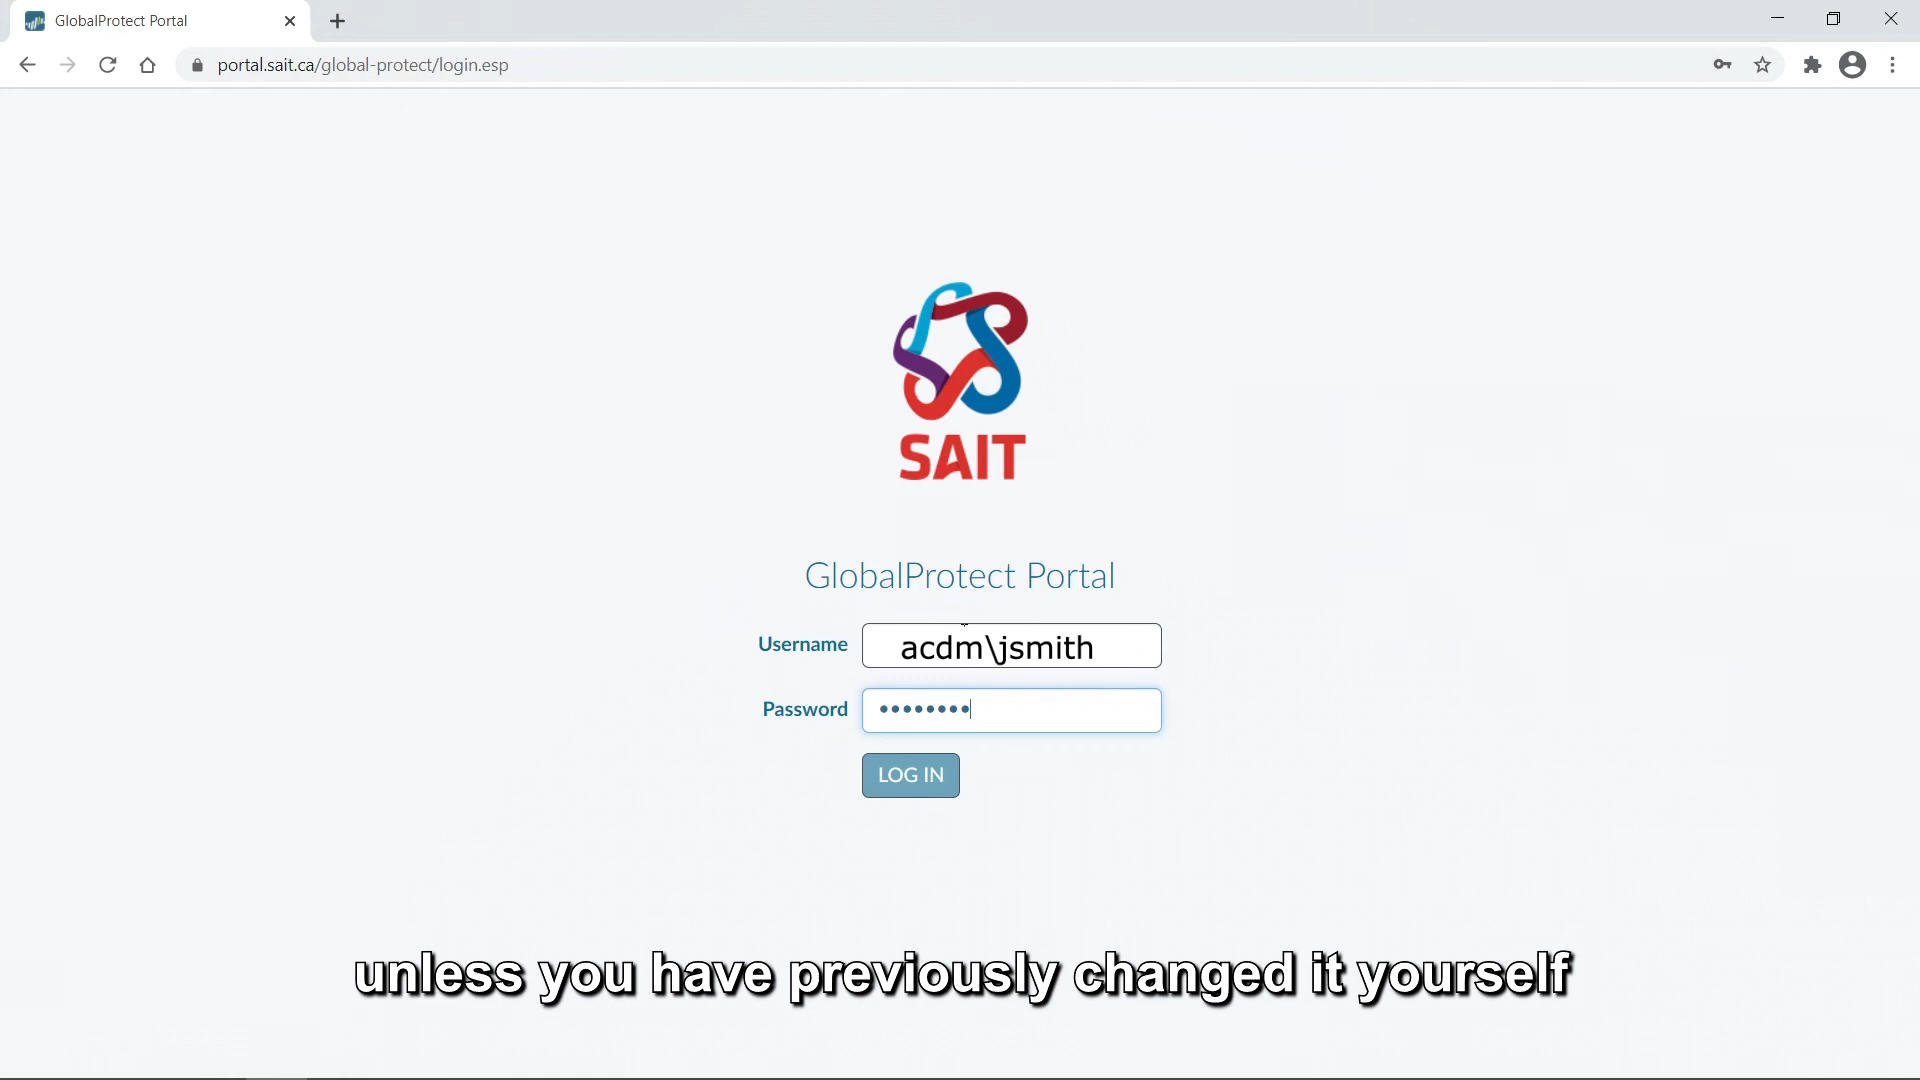 GlobalProtect Portal
portal.sait.ca/global-protect/login.esp
SAIT
GlobalProtect Portal
Username acdm\jsmith
Password ••••••••
LOG IN
unless you have previously changed it yourself